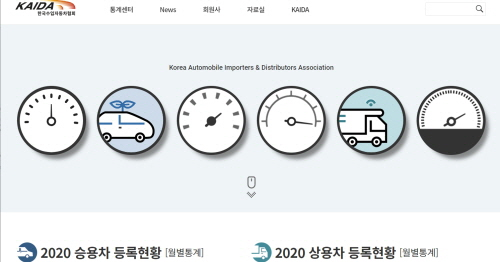 KAIDA
한국수입자동차협회
통계센터 News 회원사 자료실 KAIDA
Korea Automobile Importers & Distributors Association
2020 승용차 등록현황 [월별통계]
2020 상용차 등록현황 [월별통계]